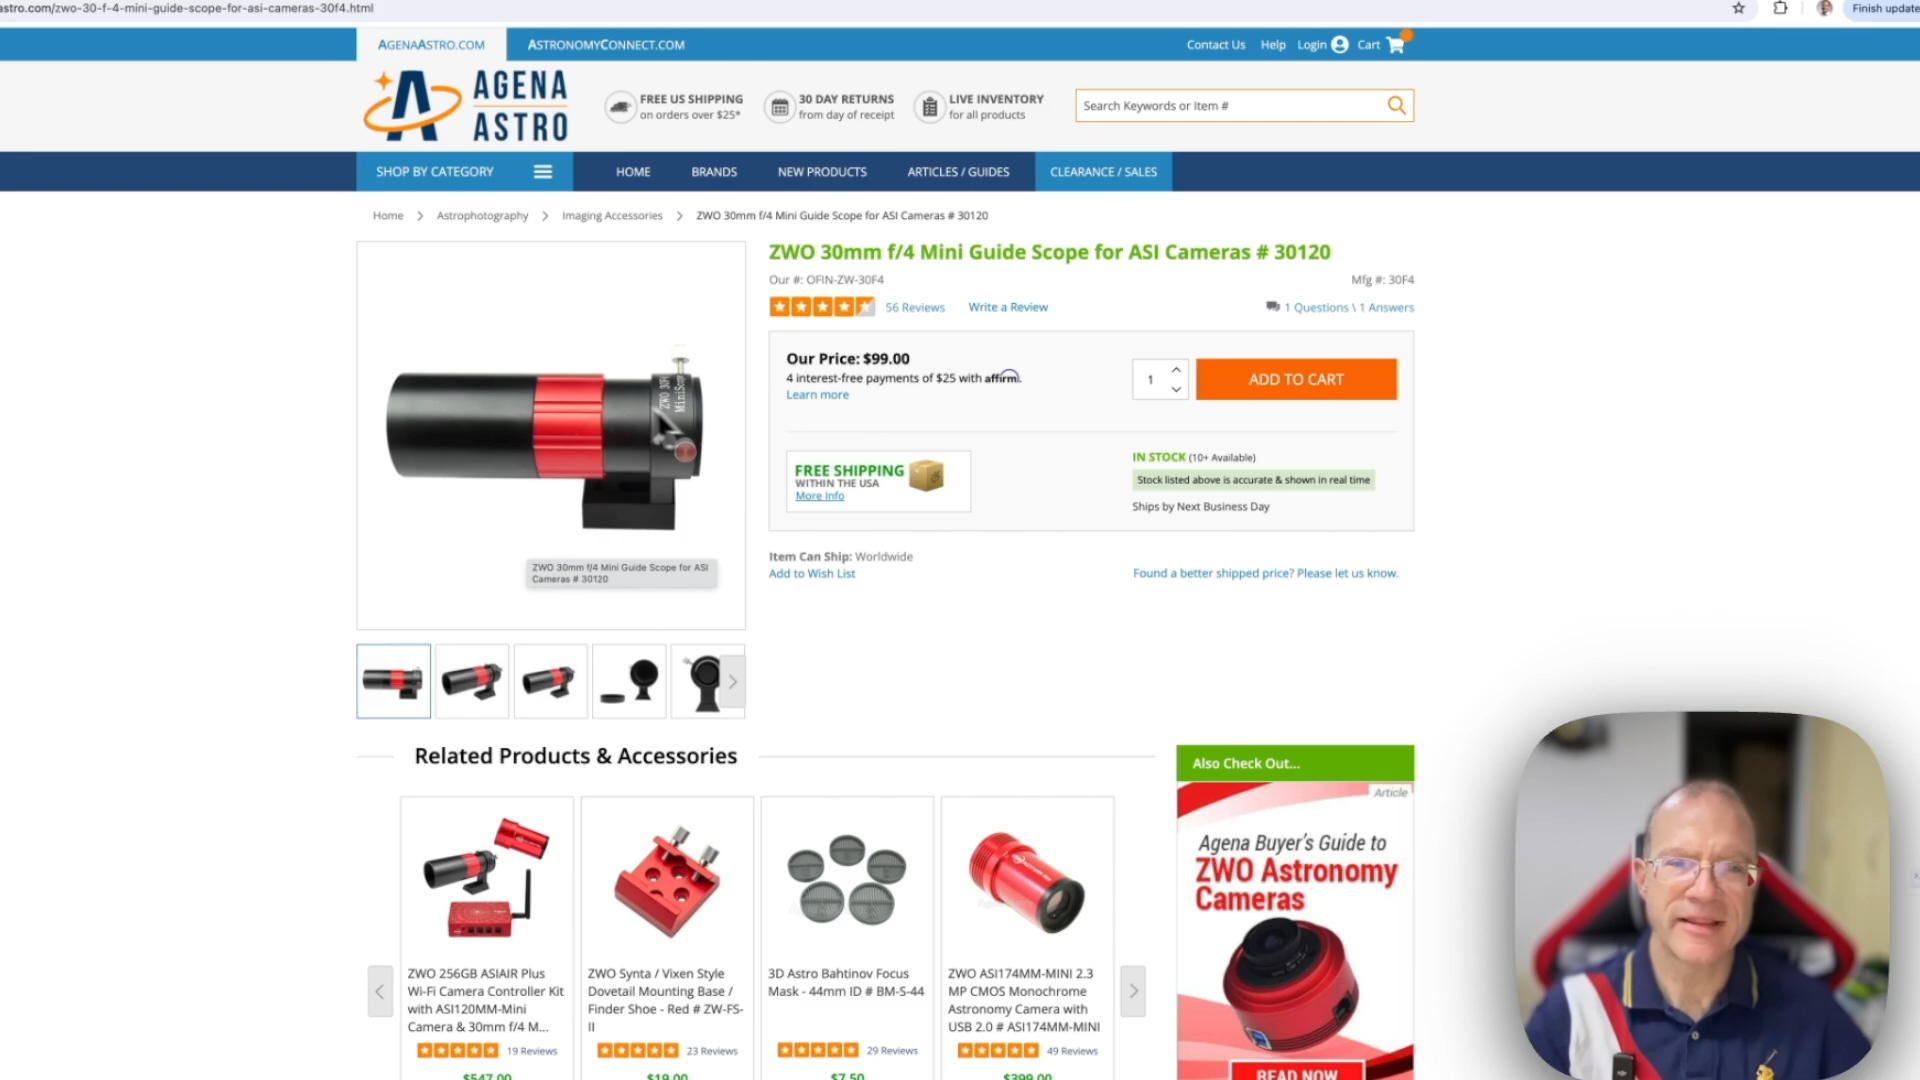 astro.com/zwo-30-f-4-mini-guide-scope-for-asi-cameras-30f4.html
Finish update
AGENAASTRO.COM
ASTRONOMYCONNECT.COM
Contact Us
Help
Login
Cart
AGENA
ASTRO
FREE US SHIPPING
on orders over $25*
30 DAY RETURNS
from day of receipt
LIVE INVENTORY
for all products
Search Keywords or Item #
SHOP BY CATEGORY
HOME
BRANDS
NEW PRODUCTS
ARTICLES / GUIDES
CLEARANCE / SALES
Home > Astrophotography > Imaging Accessories > ZWO 30mm f/4 Mini Guide Scope for ASI Cameras # 30120
ZWO 30mm f/4 Mini Guide Scope for ASI Cameras # 30120
Our #: OFIN-ZW-30F4
Mfg #: 30F4
56 Reviews
Write a Review
1 Questions \ 1 Answers
Our Price: $99.00
4 interest-free payments of $25 with affirm.
Learn more
1
ADD TO CART
FREE SHIPPING
WITHIN THE USA
More Info
IN STOCK (10+ Available)
Stock listed above is accurate & shown in real time
Ships by Next Business Day
Item Can Ship: Worldwide
Add to Wish List
Found a better shipped price? Please let us know.
ZWO 30F4
MiniScope
ZWO 30mm f/4 Mini Guide Scope for ASI
Cameras # 30120
Related Products & Accessories
ZWO 256GB ASIAIR Plus
Wi-Fi Camera Controller Kit
with ASI120MM-Mini
Camera & 30mm f/4 M...
19 Reviews
$547.00
ZWO Synta / Vixen Style
Dovetail Mounting Base /
Finder Shoe - Red # ZW-FS-
II
23 Reviews
$19.00
3D Astro Bahtinov Focus
Mask - 44mm ID # BM-S-44
29 Reviews
$7.50
ZWO ASI174MM-MINI 2.3
MP CMOS Monochrome
Astronomy Camera with
USB 2.0 # ASI174MM-MINI
49 Reviews
$399.00
Also Check Out...
Article
Agena Buyer's Guide to
ZWO Astronomy
Cameras
READ NOW